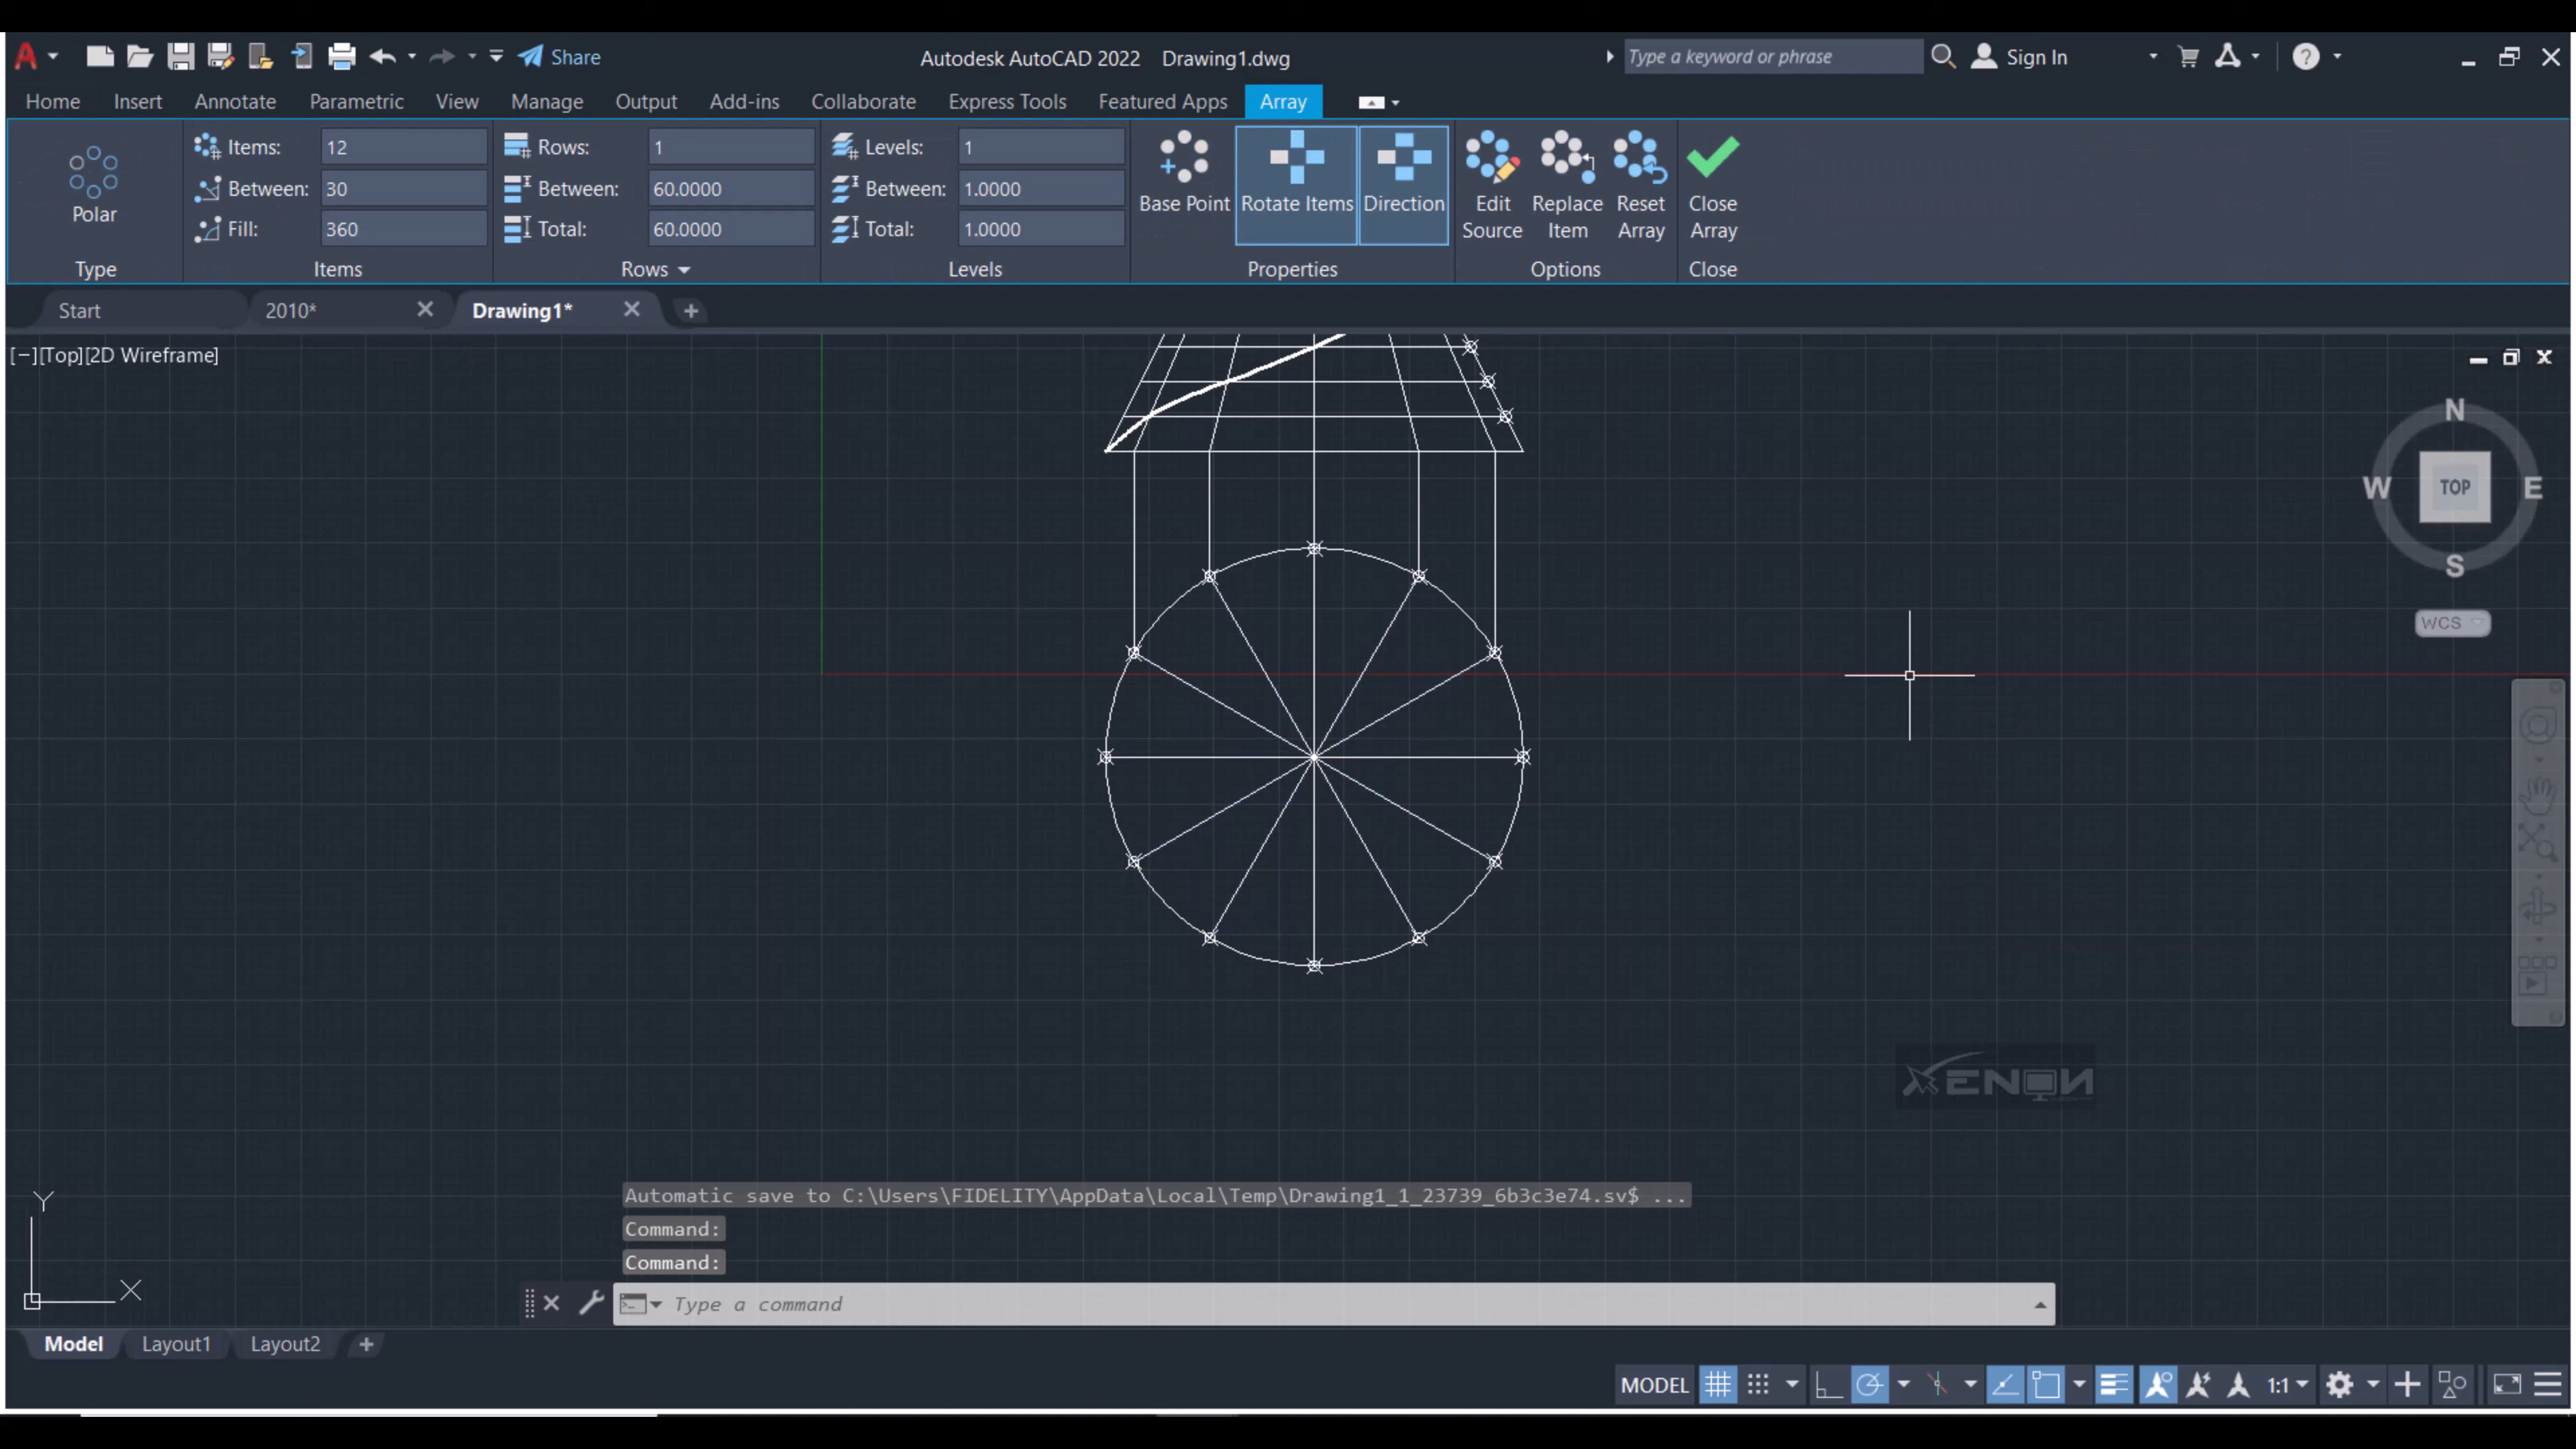 Share
Autodesk AutoCAD 2022 Drawing1.dwg
Type a keyword or phrase
Sign In
Home Insert Annotate Parametric View Manage Output Add-ins Collaborate Express Tools Featured Apps Array
Polar
Type
Items: 12
Between: 30
Fill: 360
Items
Rows: 1
Between: 60.0000
Total: 60.0000
Rows
Levels: 1
Between: 1.0000
Total: 1.0000
Levels
Base Point
Rotate Items
Direction
Properties
Edit
Source
Replace
Item
Reset
Array
Options
Close
Array
Close
Start 2010* Drawing1*
[−][Top][2D Wireframe]
N
W TOP E
S
WCS
XENON
Y
X
Automatic save to C:\Users\FIDELITY\AppData\Local\Temp\Drawing1_1_23739_6b3c3e74.sv$ ...
Command:
Command:
Type a command
Model Layout1 Layout2
MODEL 1:1